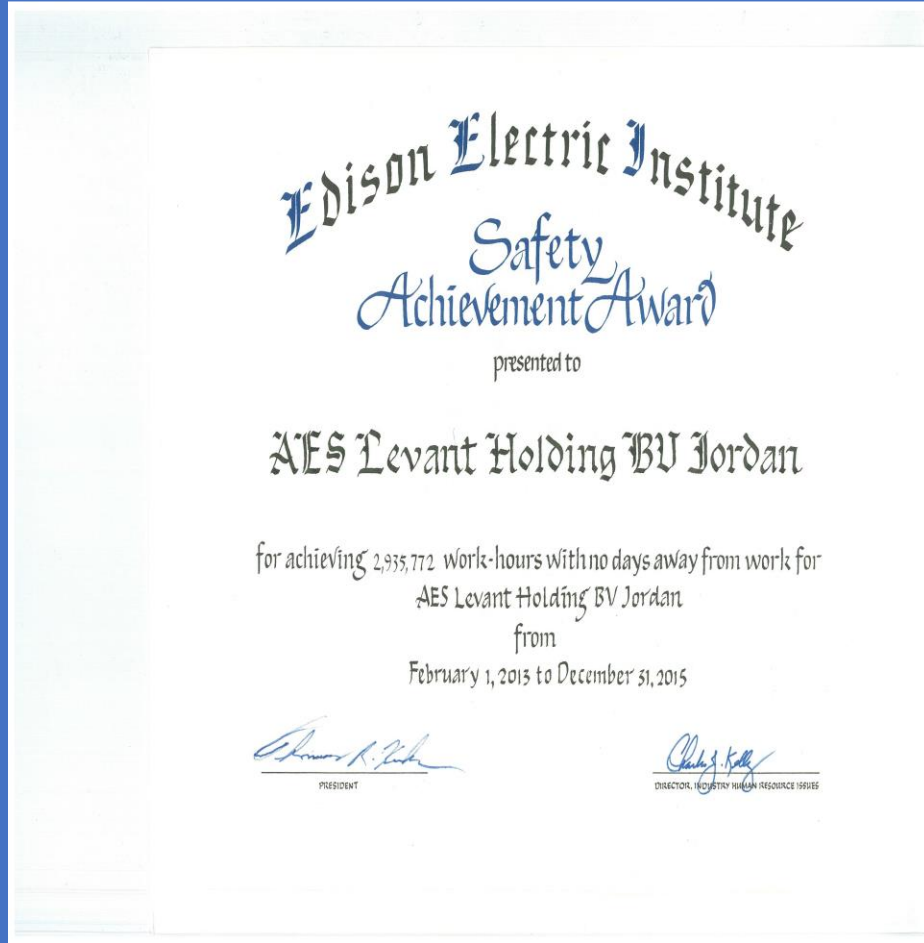 Edison Electric Institute
Safety
Achievement Award
presented to
AES Levant Holding BV Jordan
for achieving 2,935,772 work-hours with no days away from work for
AES Levant Holding BV Jordan
from
February 1, 2013 to December 31, 2015
PRESIDENT
Charles J. Kelly
DIRECTOR, INDUSTRY HUMAN RESOURCE ISSUES